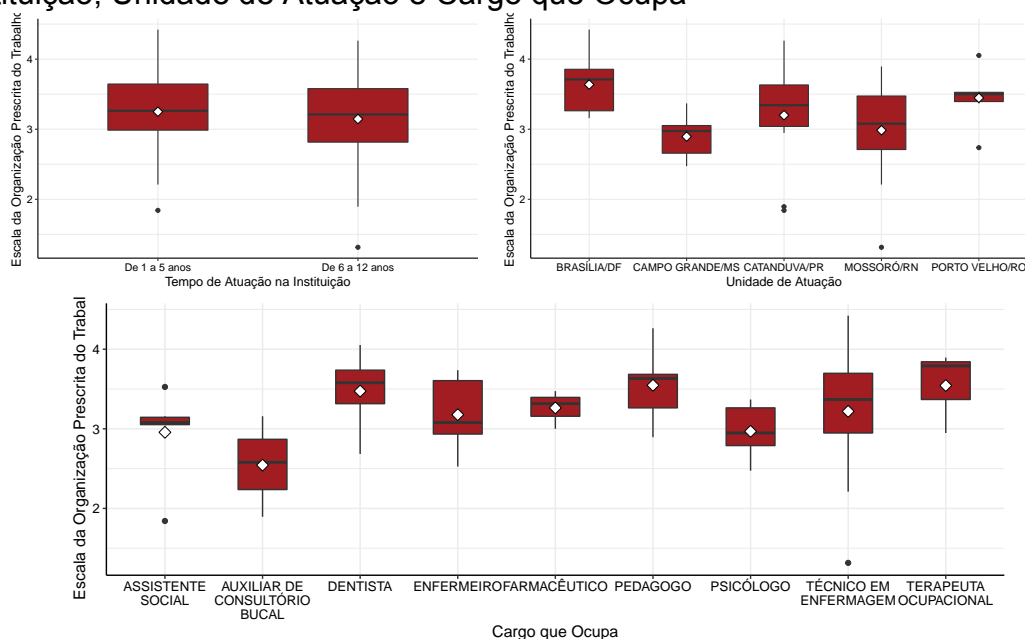 tituição, Unidade de Atuação e Cargo que Ocupa
Escala da Organização Prescrita do Trabalho
4
3
2
De 1 a 5 anos
De 6 a 12 anos
Tempo de Atuação na Instituição
Escala da Organização Prescrita do Trabalho
4
3
2
BRASÍLIA/DF
CAMPO GRANDE/MS
CATANDUVA/PR
MOSSORÓ/RN
PORTO VELHO/RO
Unidade de Atuação
Escala da Organização Prescrita do Trabal
4
3
2
ASSISTENTE
SOCIAL
AUXILIAR DE
CONSULTÓRIO
BUCAL
DENTISTA
ENFERMEIRO
FARMACÊUTICO
PEDAGOGO
PSICÓLOGO
TÉCNICO EM
ENFERMAGEM
TERAPEUTA
OCUPACIONAL
Cargo que Ocupa